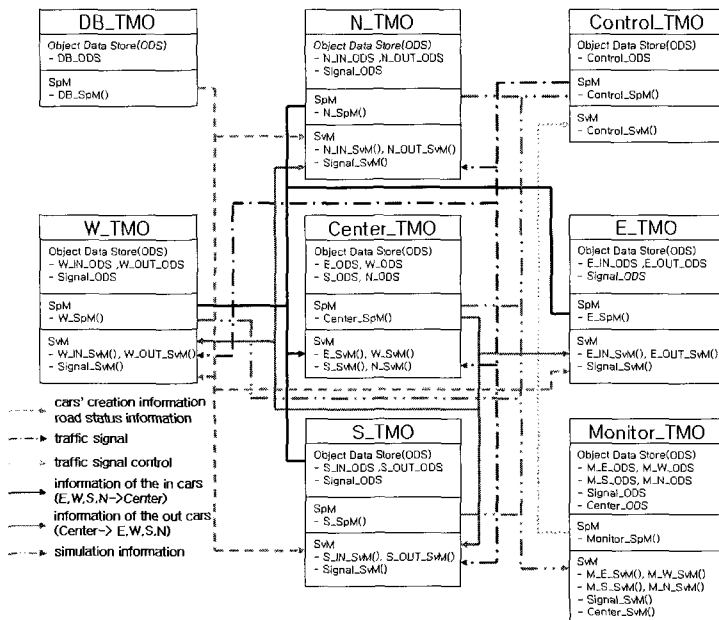 DB_TMO
Object Data Store(ODS)
- DB_ODS
SpM
- DB_SpM()
N_TMO
Object Data Store(ODS)
- N_IN_ODS ,N_OUT_ODS
- Signal_ODS
SpM
- N_SpM()
SvM
- N_IN_SvM(), N_OUT_SvM()
- Signal_SvM()
Control_TMO
Object Data Store(ODS)
- Control_ODS
SpM
- Control_SpM()
SvM
- Control_SvM()
W_TMO
Object Data Store(ODS)
- W_IN_ODS ,W_OUT_ODS
- Signal_ODS
SpM
- W_SpM()
SvM
- W_IN_SvM(), W_OUT_SvM()
- Signal_SvM()
Center_TMO
Object Data Store(ODS)
- E_ODS, W_ODS
- S_ODS, N_ODS
SpM
- Center_SpM()
SvM
- E_SvM(), W_SvM()
- S_SvM(), N_SvM()
E_TMO
Object Data Store(ODS)
- E_IN_ODS ,E_OUT_ODS
- Signal_ODS
SpM
- E_SpM()
SvM
- E_IN_SvM(), E_OUT_SvM()
- Signal_SvM()
cars' creation information
road status information
traffic signal
traffic signal control
information of the in cars
(E,W,S,N->Center)
information of the out cars
(Center-> E,W,S,N)
simulation information
S_TMO
Object Data Store(ODS)
- S_IN_ODS ,S_OUT_ODS
- Signal_ODS
SpM
- S_SpM()
SvM
- S_IN_SvM(), S_OUT_SvM()
- Signal_SvM()
Monitor_TMO
Object Data Store(ODS)
- M_E_ODS, M_W_ODS
- M_S_ODS, M_N_ODS
- Signal_ODS
- Center_ODS
SpM
- Monitor_SpM()
SvM
- M_E_SvM(), M_W_SvM()
- M_S_SvM(), M_N_SvM()
- Signal_SvM()
- Center_SvM()